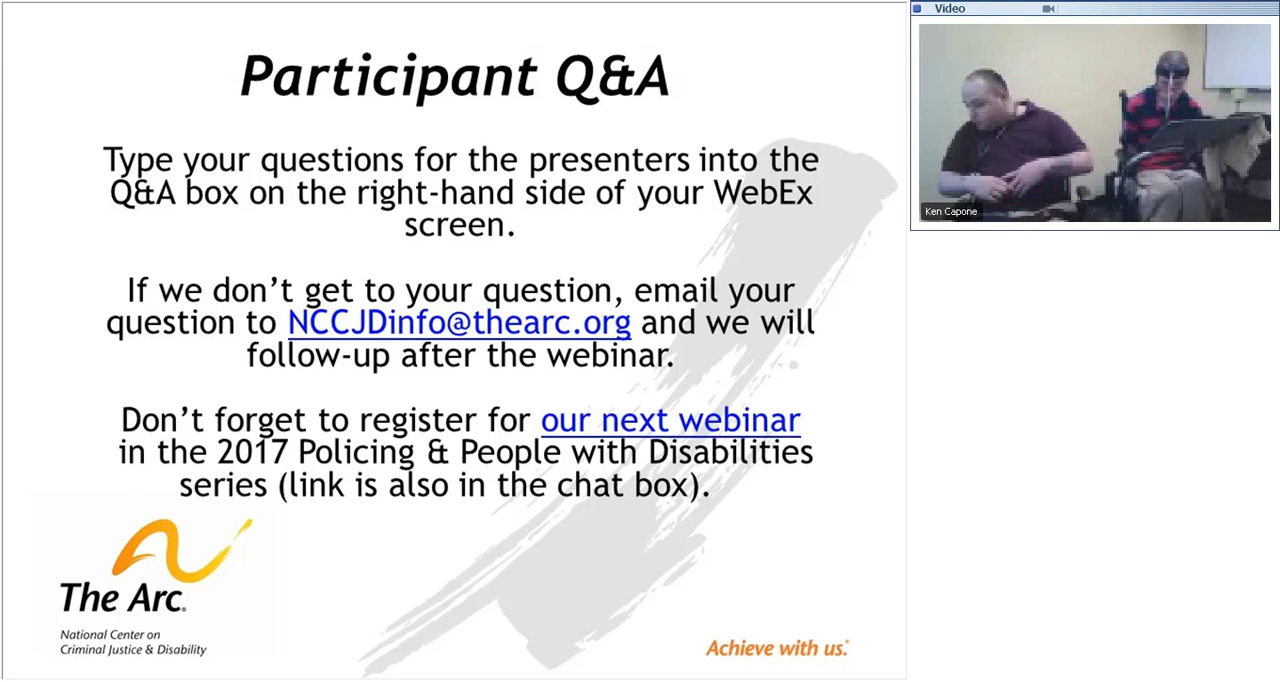 Participant Q&A
Type your questions for the presenters into the
Q&A box on the right-hand side of your WebEx
screen.
If we don’t get to your question, email your
question to NCCJDinfo@thearc.org and we will
follow-up after the webinar.
Don’t forget to register for our next webinar
in the 2017 Policing & People with Disabilities
series (link is also in the chat box).
The Arc®
National Center on
Criminal Justice & Disability
Achieve with us.®
Video
Ken Capone